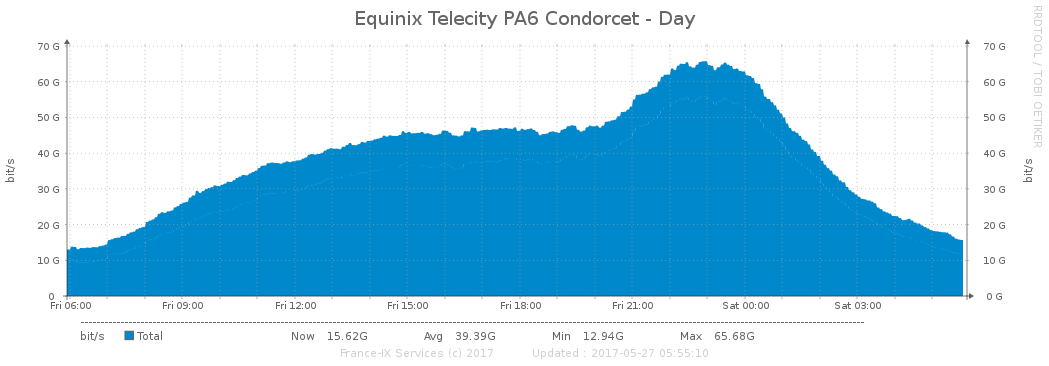 Equinix Telecity PA6 Condorcet - Day
RRDTOOL / TOBI OETIKER
bit/s
70 G 70 G
60 G 60 G
50 G 50 G
40 G 40 G
30 G 30 G
20 G 20 G
10 G 10 G
0 0 G
bit/s
Fri 06:00 Fri 09:00 Fri 12:00 Fri 15:00 Fri 18:00 Fri 21:00 Sat 00:00 Sat 03:00
bit/s Total Now 15.62G Avg 39.39G Min 12.94G Max 65.68G
France-IX Services (c) 2017 Updated : 2017-05-27 05:55:10